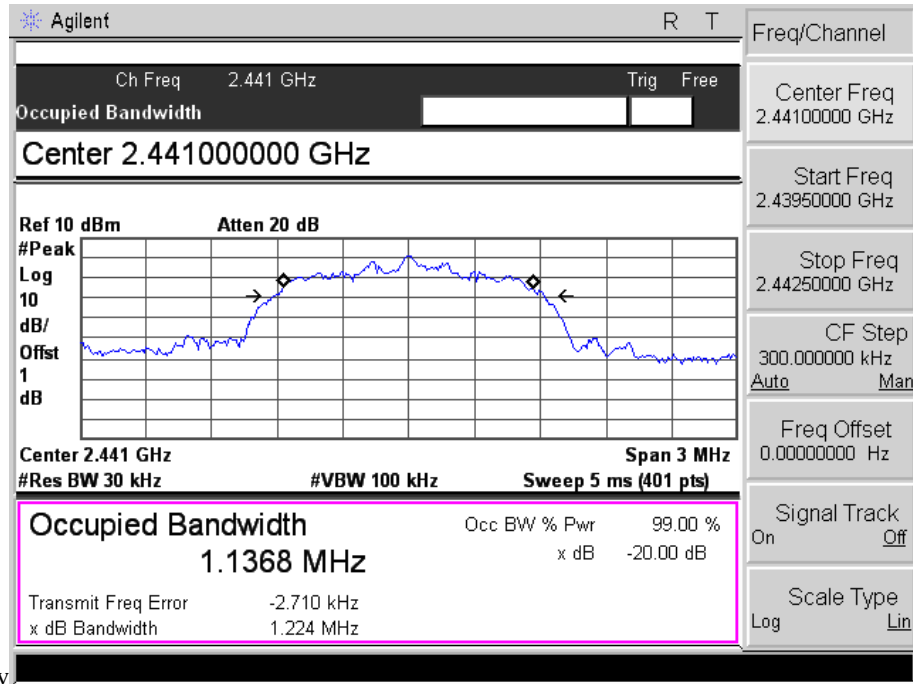 Agilent R T
Freq/Channel
Ch Freq 2.441 GHz Trig Free
Occupied Bandwidth
Center 2.441000000 GHz
Ref 10 dBm Atten 20 dB
#Peak
Log
10
dB/
Offst
1
dB
Center 2.441 GHz Span 3 MHz
#Res BW 30 kHz #VBW 100 kHz Sweep 5 ms (401 pts)
Occupied Bandwidth
1.1368 MHz
Occ BW % Pwr 99.00 %
x dB -20.00 dB
Transmit Freq Error -2.710 kHz
x dB Bandwidth 1.224 MHz
Center Freq
2.44100000 GHz
Start Freq
2.43950000 GHz
Stop Freq
2.44250000 GHz
CF Step
300.000000 kHz
Auto Man
Freq Offset
0.00000000 Hz
Signal Track
On Off
Scale Type
Log Lin